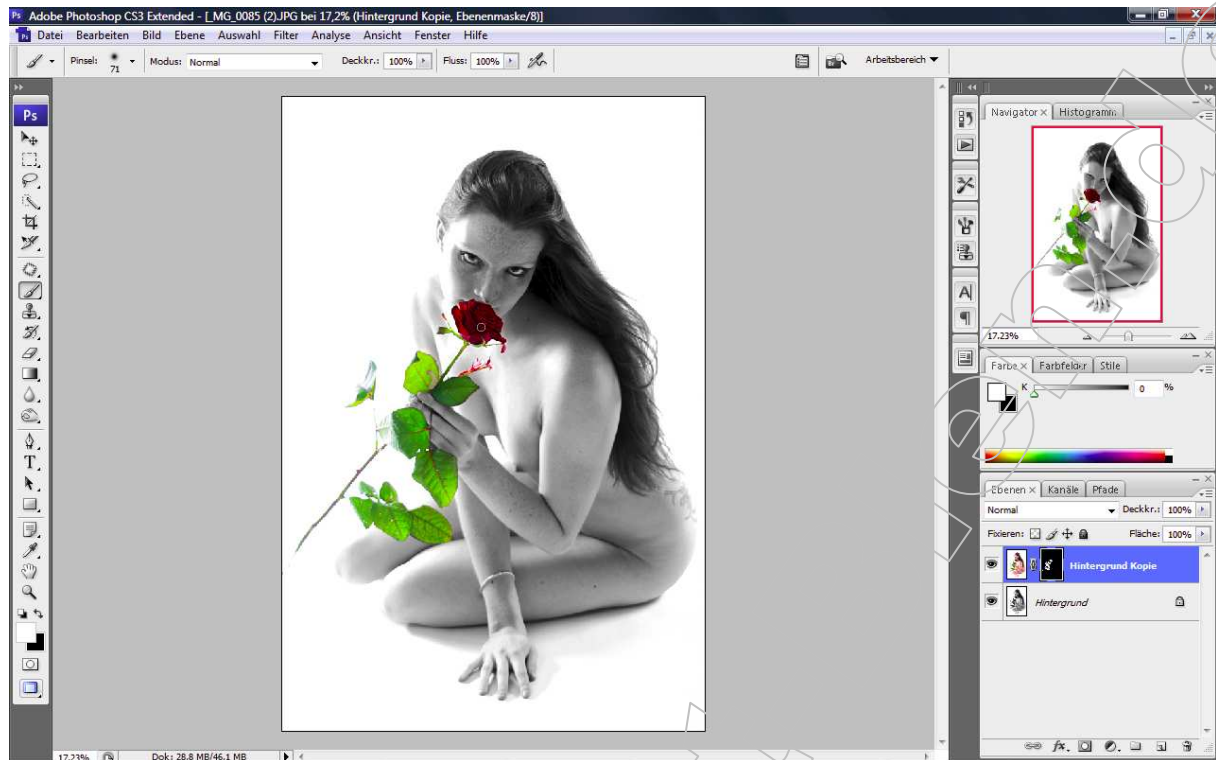 Ps Adobe Photoshop CS3 Extended - [_MG_0085 (2).JPG bei 17,2% (Hintergrund Kopie, Ebenenmaske/8)]
Datei Bearbeiten Bild Ebene Auswahl Filter Analyse Ansicht Fenster Hilfe
Pinsel: 71 Modus: Normal Deckkr.: 100% Fluss: 100% Arbeitsbereich
Ps
Navigator x Histogramm
17.23%
Farbe x Farbfelder Stile
K 0 %
Ebenen x Kanäle Pfade
Normal Deckkr.: 100%
Fixieren: Fläche: 100%
Hintergrund Kopie
Hintergrund
17.23% Dok: 28.8 MB/46.1 MB